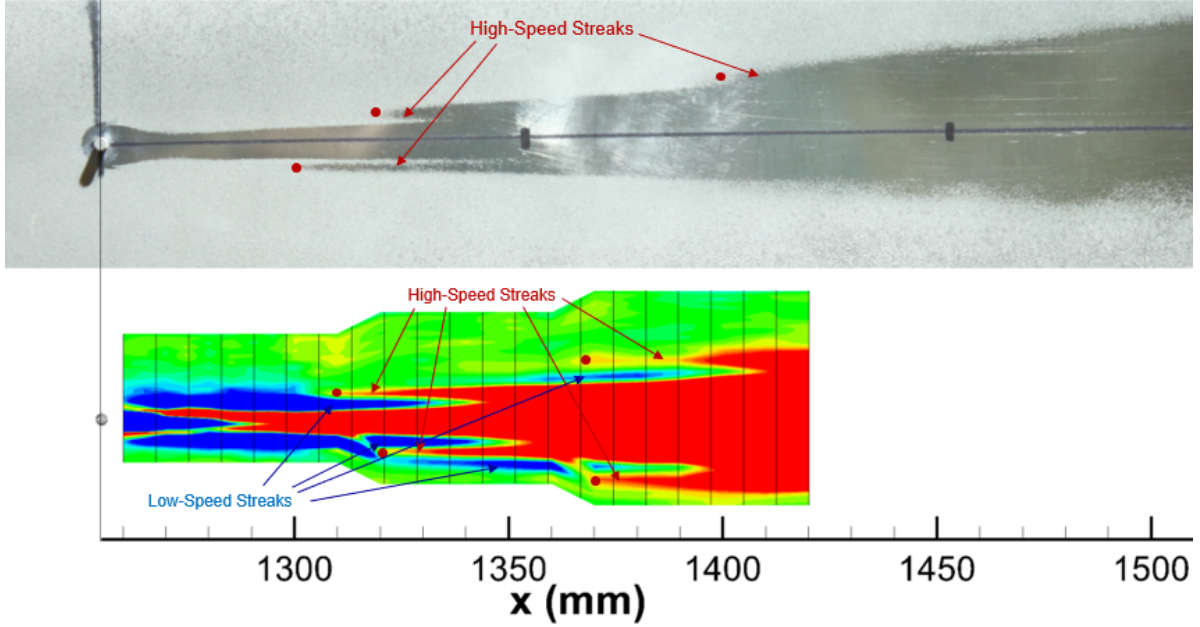 High-Speed Streaks
High-Speed Streaks
Low-Speed Streaks
1300
1350
1400
1450
1500
x (mm)